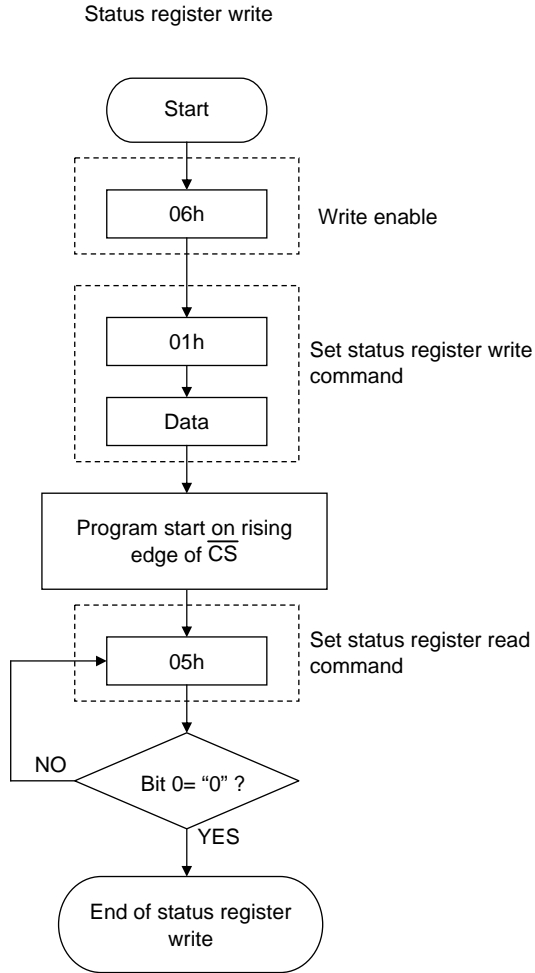 Status register write
Start
06h
Write enable
01h
Set status register write
command
Data
Program start on rising
edge of C̅S̅
05h
Set status register read
command
NO
Bit 0= “0” ?
YES
End of status register
write